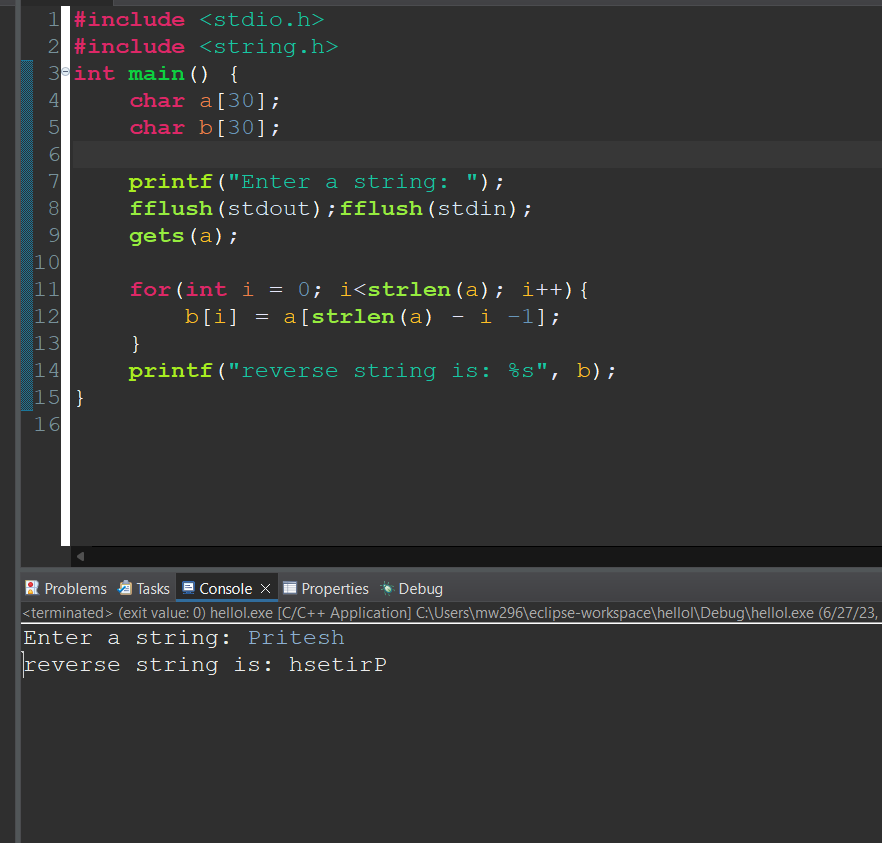 1 #include <stdio.h>
2 #include <string.h>
3 int main() {
4     char a[30];
5     char b[30];
6
7     printf("Enter a string: ");
8     fflush(stdout);fflush(stdin);
9     gets(a);
10
11     for(int i = 0; i<strlen(a); i++){
12         b[i] = a[strlen(a) - i -1];
13     }
14     printf("reverse string is: %s", b);
15 }
16
Problems Tasks Console Properties Debug
<terminated> (exit value: 0) hellol.exe [C/C++ Application] C:\Users\mw296\eclipse-workspace\hellol\Debug\hellol.exe (6/27/23,
Enter a string: Pritesh
reverse string is: hsetirP